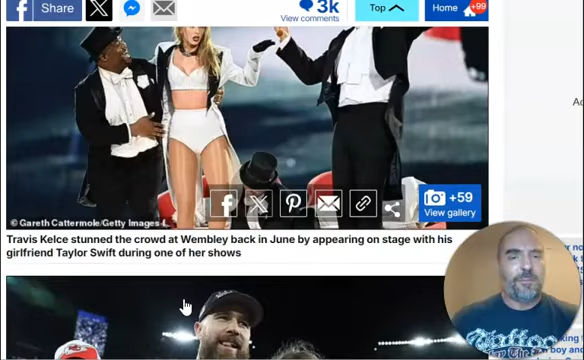 Share
3k
View comments
Top
Home
+99
+59
View gallery
© Gareth Cattermole/Getty Images
Travis Kelce stunned the crowd at Wembley back in June by appearing on stage with his
girlfriend Taylor Swift during one of her shows